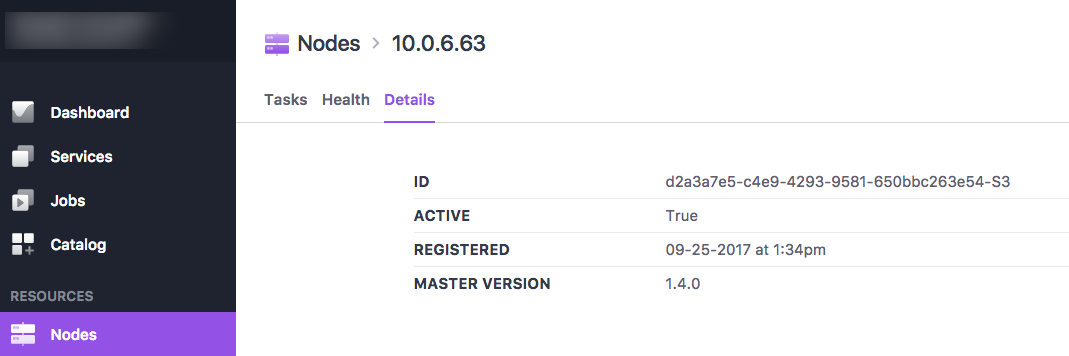 Nodes > 10.0.6.63
Tasks Health Details
Dashboard
Services
Jobs
Catalog
RESOURCES
Nodes
ID d2a3a7e5-c4e9-4293-9581-650bbc263e54-S3
ACTIVE True
REGISTERED 09-25-2017 at 1:34pm
MASTER VERSION 1.4.0